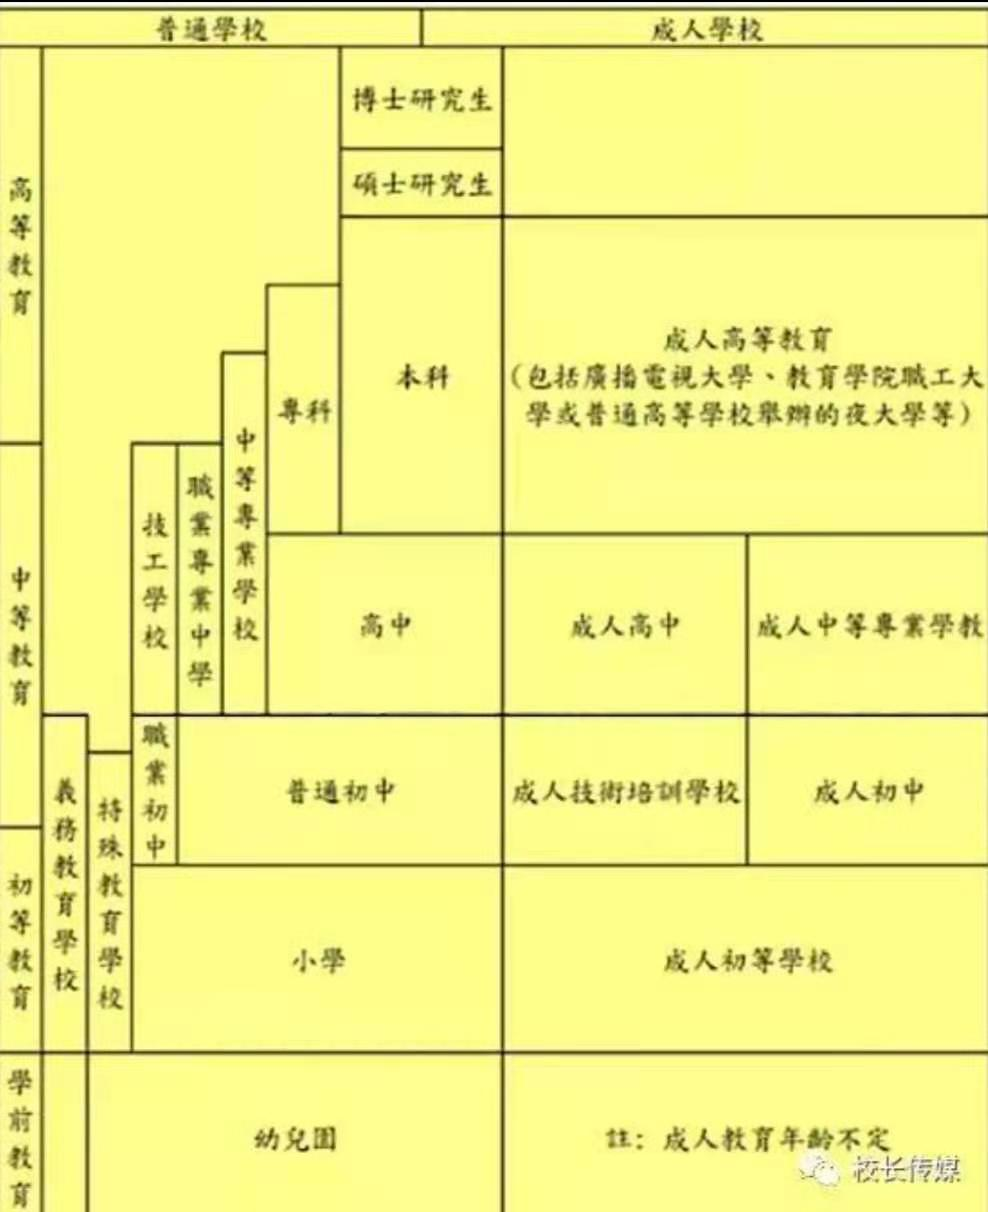 普通學校
成人學校
高等教育
博士研究生
碩士研究生
本科
專科
成人高等教育
（包括廣播電視大學、教育學院職工大
學或普通高等學校舉辦的夜大學等）
中等教育
技工學校
職業專業中學
中等專業學校
高中
成人高中
成人中等專業學教
義務教育學校
特殊教育學校
職業初中
普通初中
成人技術培訓學校
成人初中
初等教育
小學
成人初等學校
學前教育
幼兒園
註：成人教育年齡不定
校长传媒